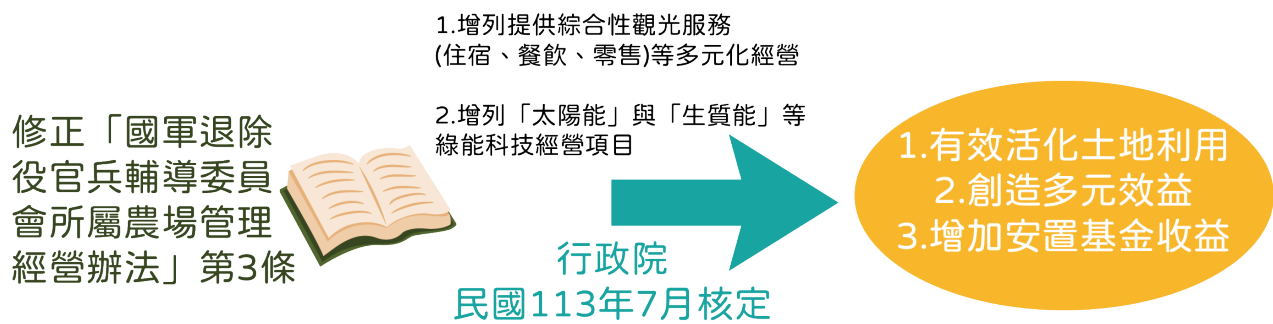 修正「國軍退除
役官兵輔導委員
會所屬農場管理
經營辦法」第3條
1.增列提供綜合性觀光服務
(住宿、餐飲、零售)等多元化經營
2.增列「太陽能」與「生質能」等
綠能科技經營項目
行政院
民國113年7月核定
1.有效活化土地利用
2.創造多元效益
3.增加安置基金收益